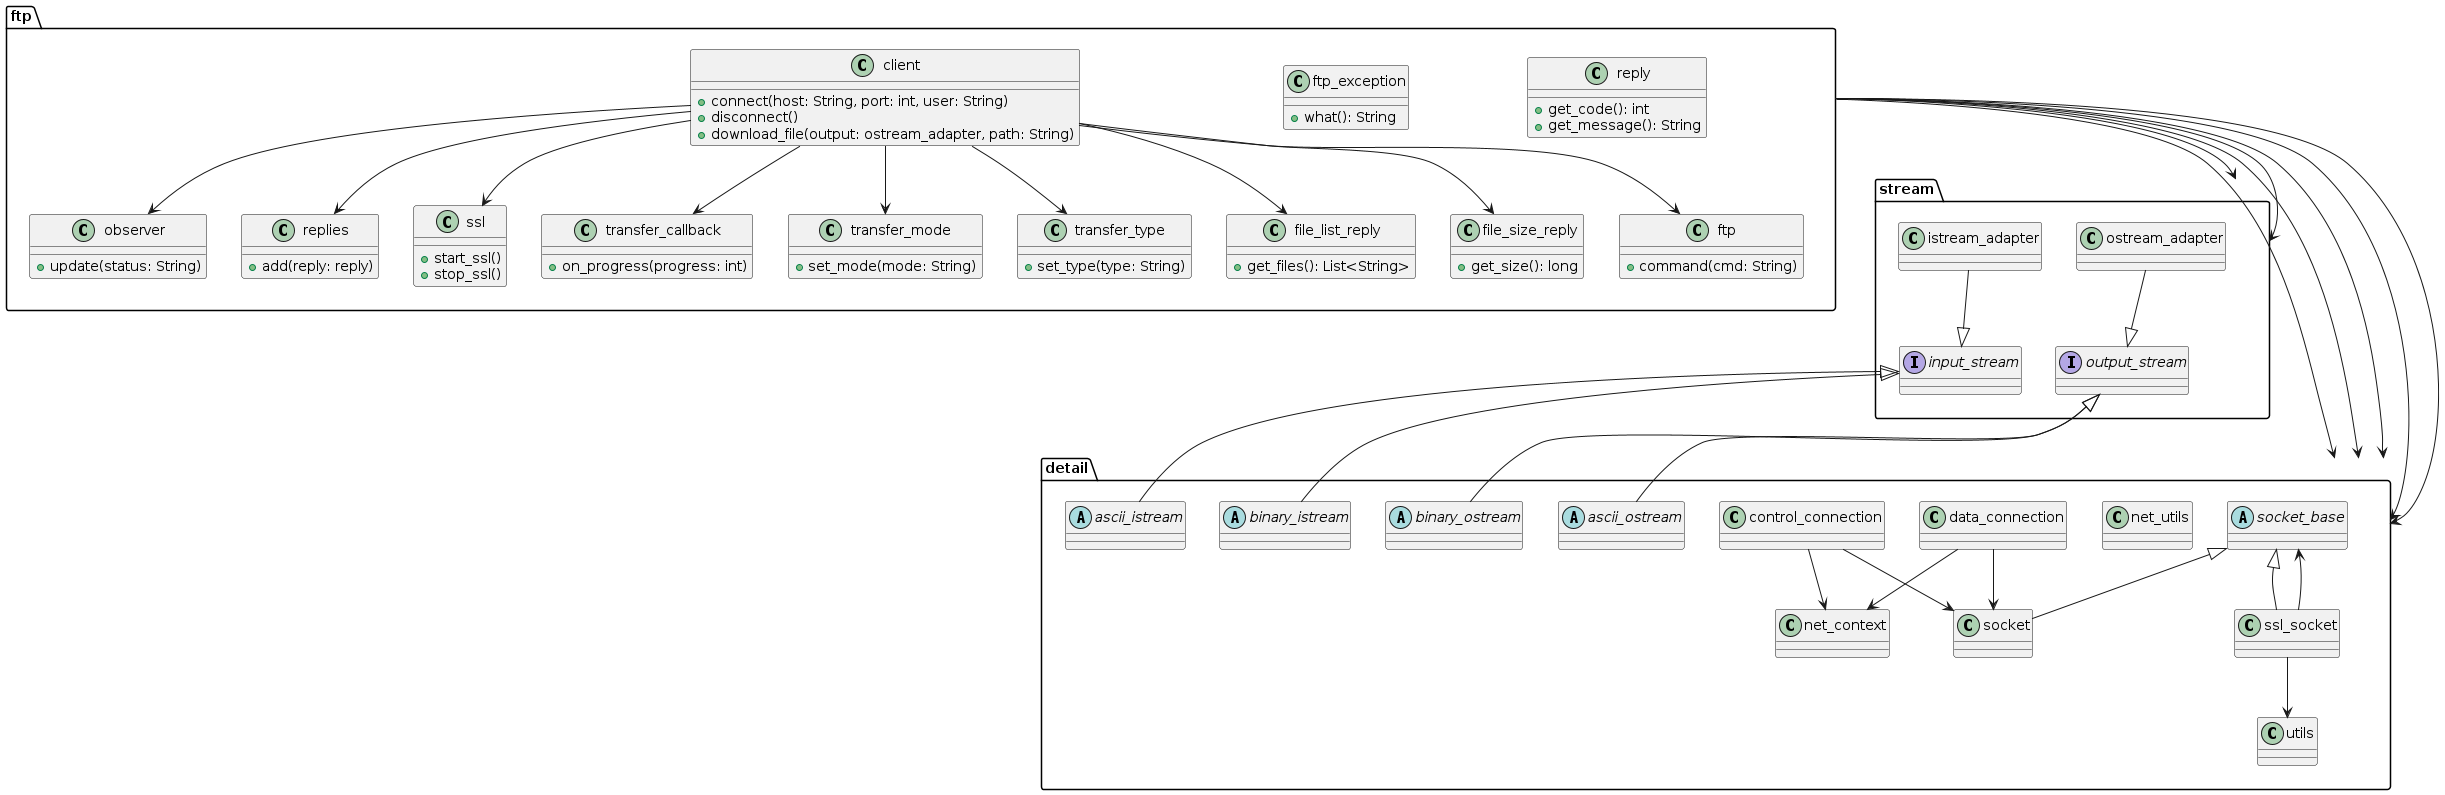 ftp
C client
connect(host: String, port: int, user: String)
disconnect()
download_file(output: ostream_adapter, path: String)
C ftp_exception
what(): String
C reply
get_code(): int
get_message(): String
C observer
update(status: String)
C replies
add(reply: reply)
C ssl
start_ssl()
stop_ssl()
C transfer_callback
on_progress(progress: int)
C transfer_mode
set_mode(mode: String)
C transfer_type
set_type(type: String)
C file_list_reply
get_files(): List<String>
C file_size_reply
get_size(): long
C ftp
command(cmd: String)
stream
C istream_adapter
C ostream_adapter
I input_stream
I output_stream
detail
A ascii_istream
A binary_istream
A binary_ostream
A ascii_ostream
C control_connection
C data_connection
C net_utils
A socket_base
C net_context
C socket
C ssl_socket
C utils